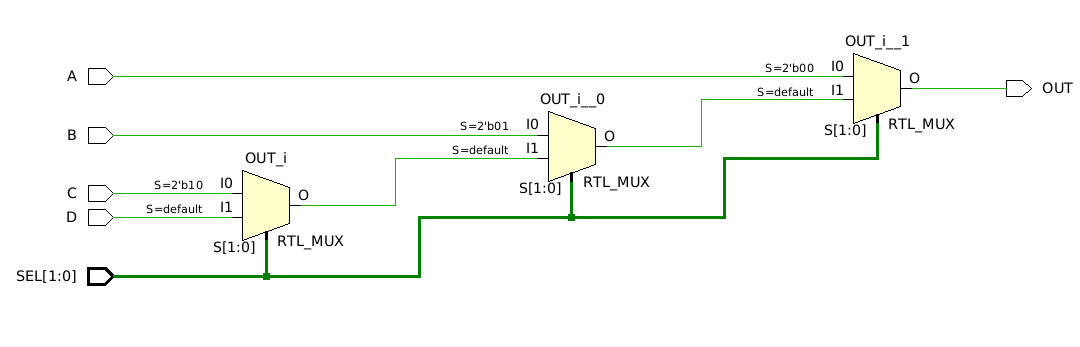 OUT_i__1
A
S=2'b00
I0
O
OUT
S=default
I1
OUT_i__0
S[1:0]
RTL_MUX
B
S=2'b01
I0
O
S=default
I1
OUT_i
S[1:0]
RTL_MUX
C
S=2'b10
I0
O
D
S=default
I1
S[1:0]
RTL_MUX
SEL[1:0]